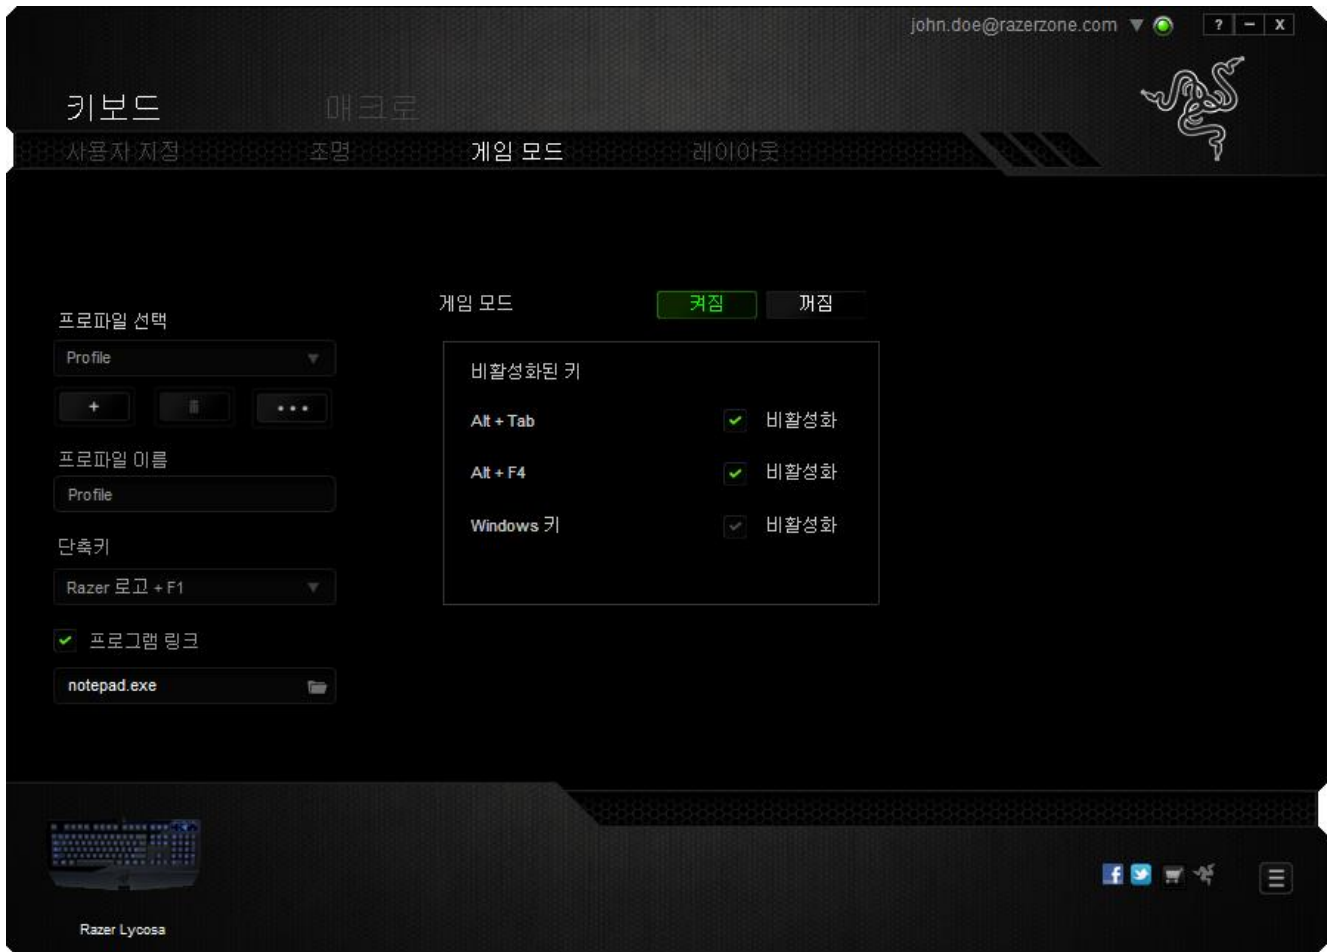 john.doe@razerzone.com
? − X
키보드 매크로
사용자 지정 조명 게임 모드 레이아웃
게임 모드 켜짐 꺼짐
프로파일 선택
Profile
비활성화된 키
+ •••
Alt + Tab 비활성화
프로파일 이름
Alt + F4 비활성화
Profile
Windows 키 비활성화
단축키
Razer 로고 + F1
프로그램 링크
notepad.exe
Razer Lycosa